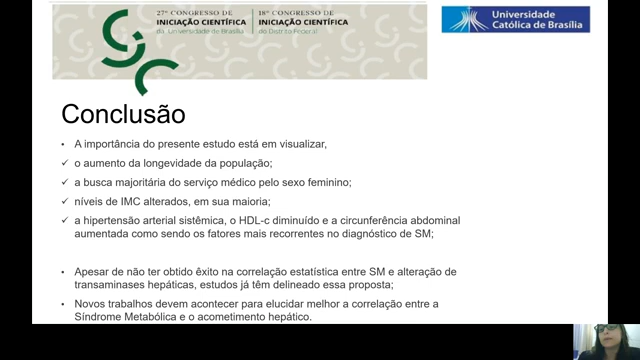 27º CONGRESSO DE
INICIAÇÃO CIENTÍFICA
da Universidade de Brasília
18º CONGRESSO DE
INICIAÇÃO CIENTÍFICA
do Distrito Federal
Universidade
Católica de Brasília
Conclusão
• A importância do presente estudo está em visualizar,
✓ o aumento da longevidade da população;
✓ a busca majoritária do serviço médico pelo sexo feminino;
✓ níveis de IMC alterados, em sua maioria;
✓ a hipertensão arterial sistêmica, o HDL-c diminuído e a circunferência abdominal
aumentada como sendo os fatores mais recorrentes no diagnóstico de SM;
• Apesar de não ter obtido êxito na correlação estatística entre SM e alteração de
transaminases hepáticas, estudos já têm delineado essa proposta;
• Novos trabalhos devem acontecer para elucidar melhor a correlação entre a
Síndrome Metabólica e o acometimento hepático.